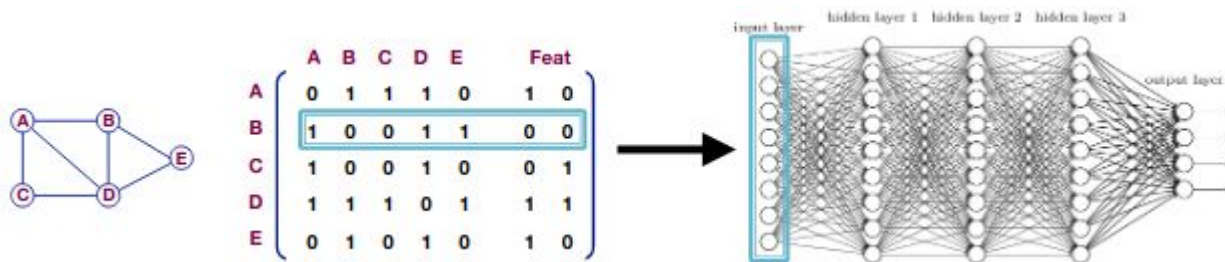 hidden layer 1 hidden layer 2 hidden layer 3
input layer
output layer
A B C D E Feat
A 0 1 1 1 0 1 0
B 1 0 0 1 1 0 0
C 1 0 0 1 0 0 1
D 1 1 1 0 1 1 1
E 0 1 0 1 0 1 0
A B
E
C D